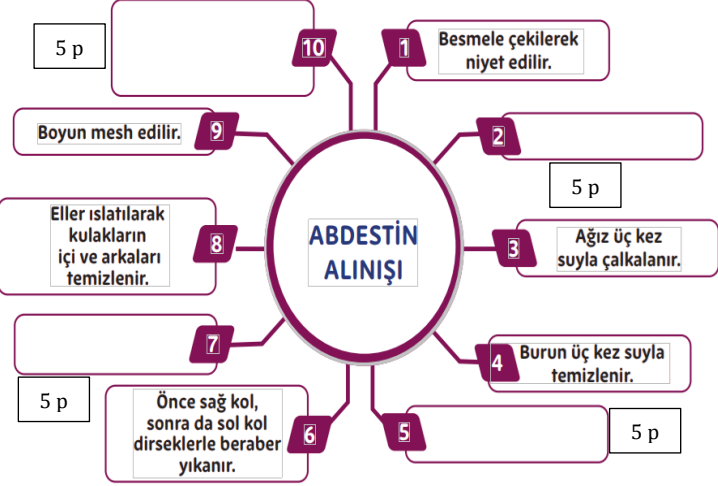 ABDESTİN
ALINIŞI
1
Besmele çekilerek
niyet edilir.
2
5 p
3
Ağız üç kez
suyla çalkalanır.
4
Burun üç kez suyla
temizlenir.
5
5 p
6
Önce sağ kol,
sonra da sol kol
dirseklerle beraber
yıkanır.
7
5 p
8
Eller ıslatılarak
kulakların
içi ve arkaları
temizlenir.
9
Boyun mesh edilir.
10
5 p